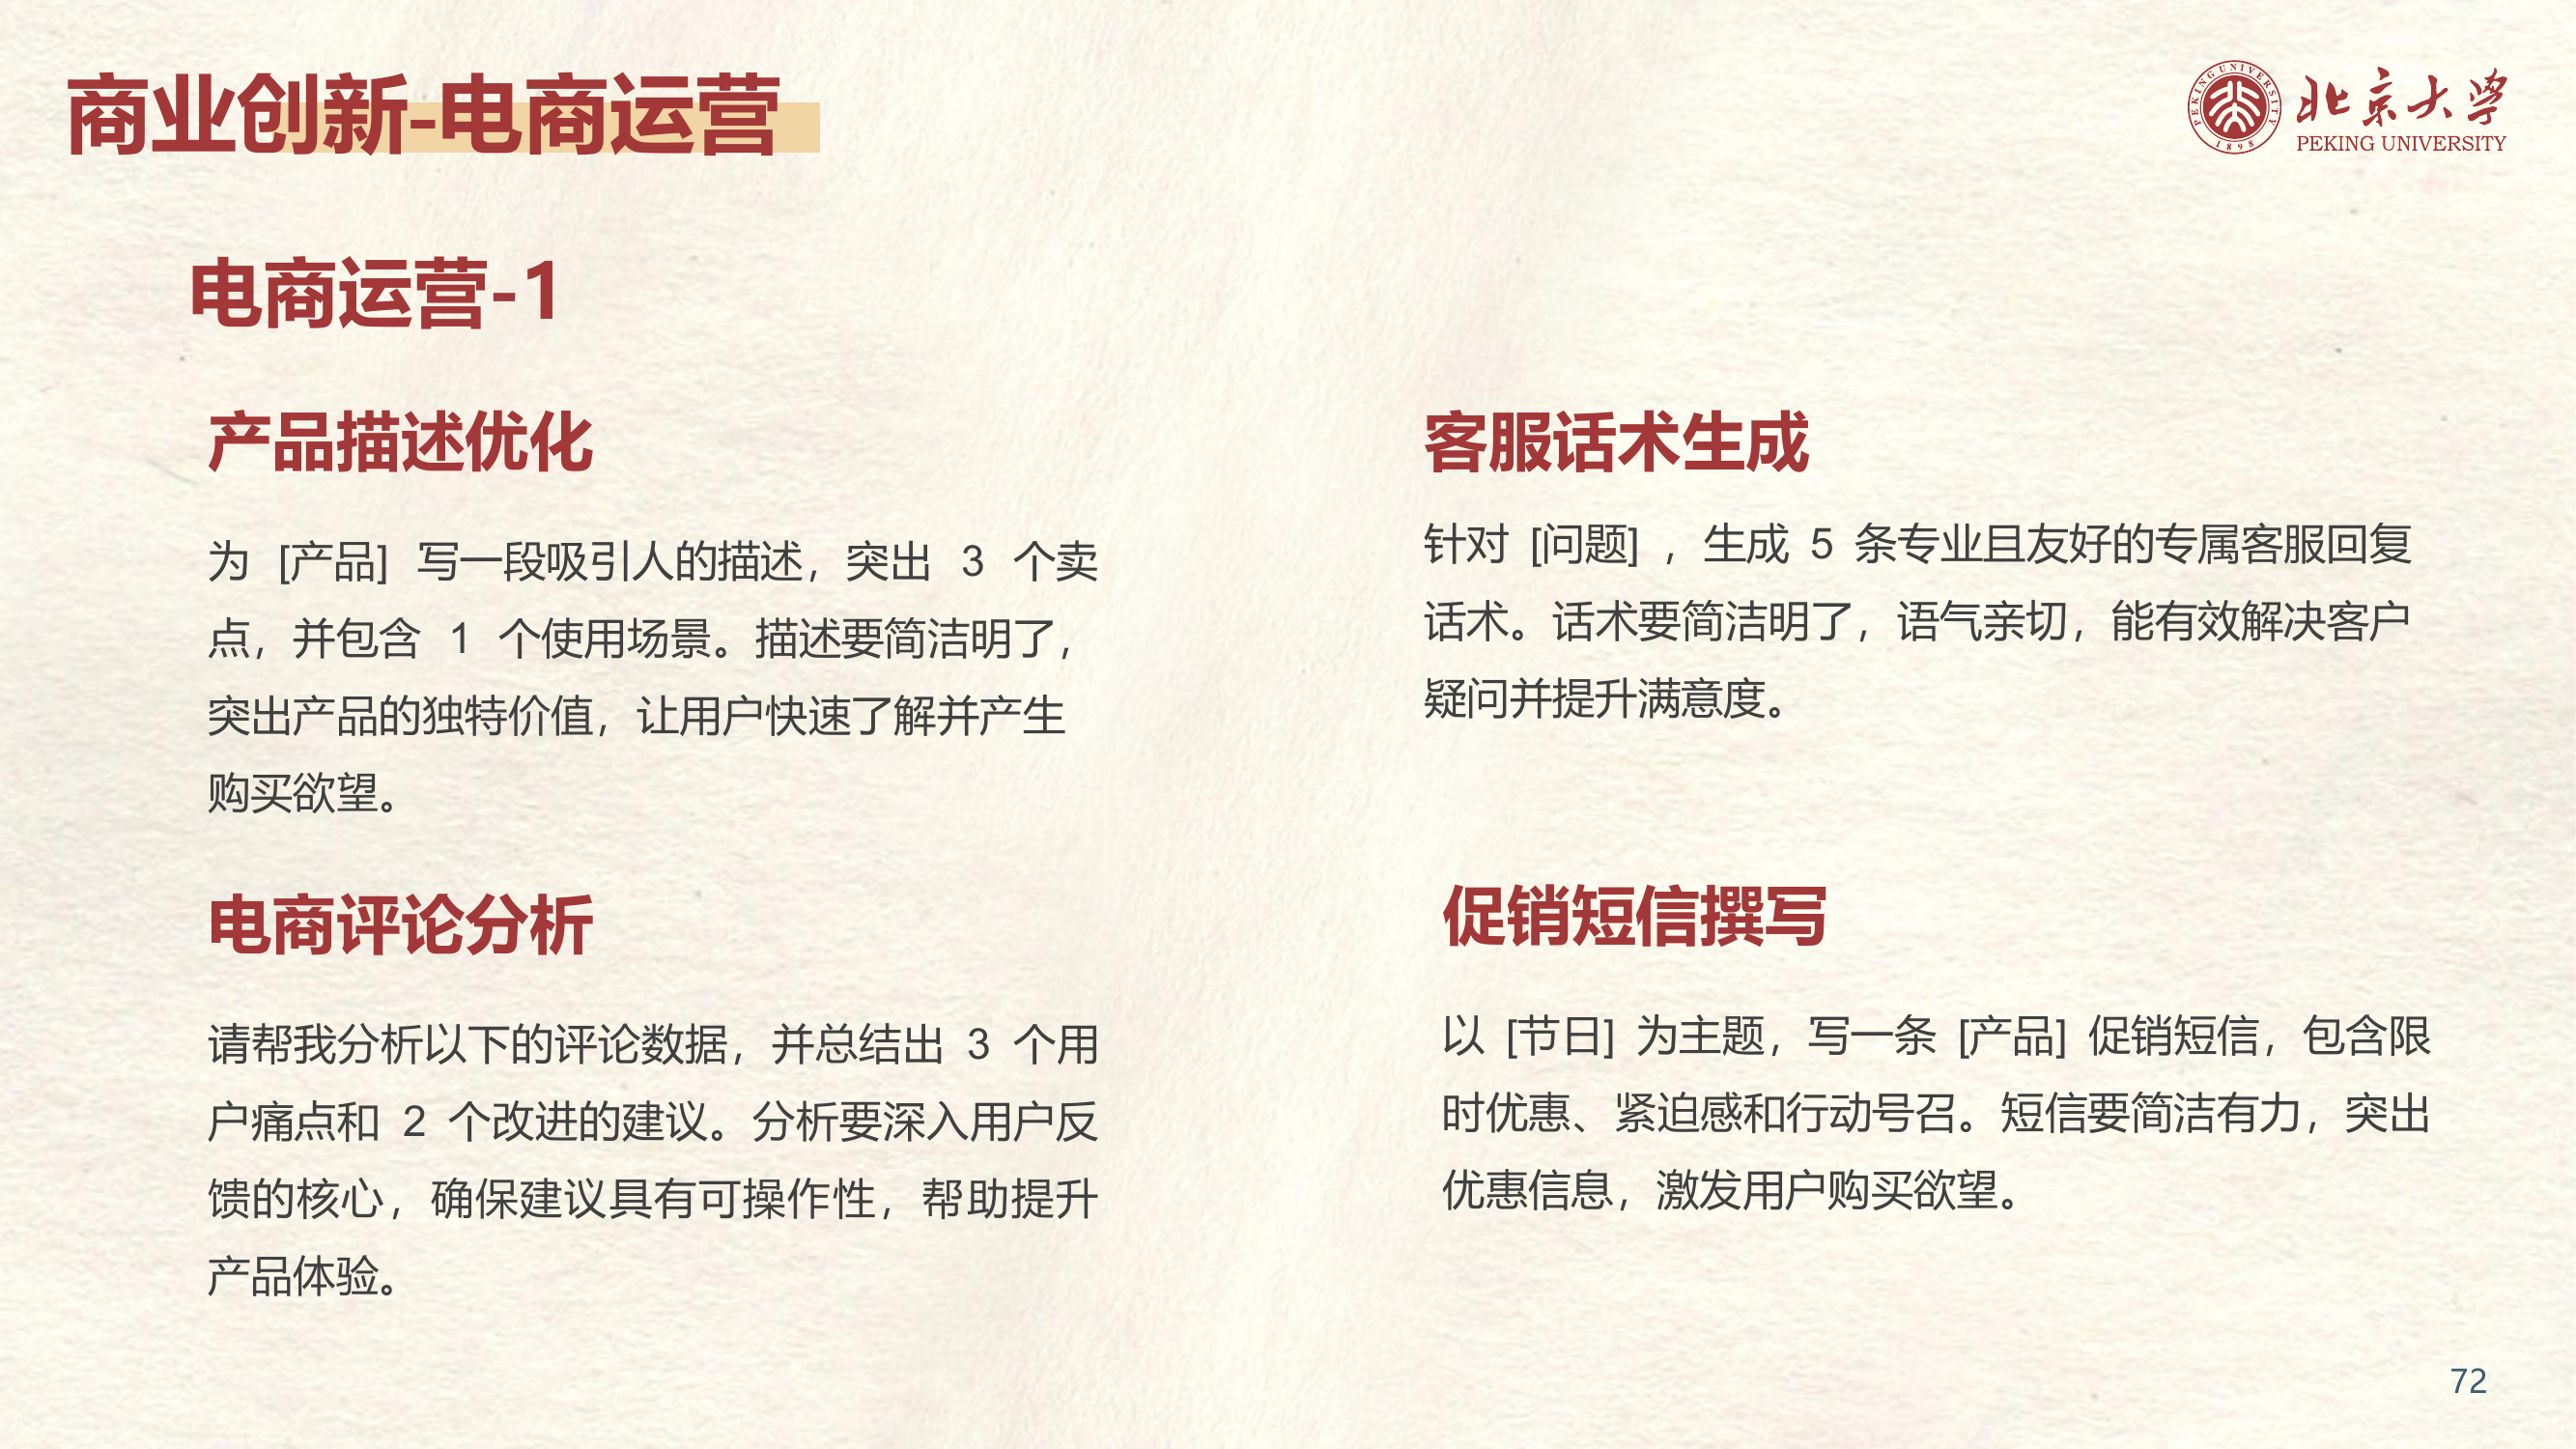 商业创新-电商运营
PEKING UNIVERSITY
1898
北京大学
PEKING UNIVERSITY
电商运营-1
产品描述优化
为 [产品] 写一段吸引人的描述，突出 3 个卖
点，并包含 1 个使用场景。描述要简洁明了，
突出产品的独特价值，让用户快速了解并产生
购买欲望。
客服话术生成
针对 [问题] ，生成 5 条专业且友好的专属客服回复
话术。话术要简洁明了，语气亲切，能有效解决客户
疑问并提升满意度。
电商评论分析
请帮我分析以下的评论数据，并总结出 3 个用
户痛点和 2 个改进的建议。分析要深入用户反
馈的核心，确保建议具有可操作性，帮助提升
产品体验。
促销短信撰写
以 [节日] 为主题，写一条 [产品] 促销短信，包含限
时优惠、紧迫感和行动号召。短信要简洁有力，突出
优惠信息，激发用户购买欲望。
72